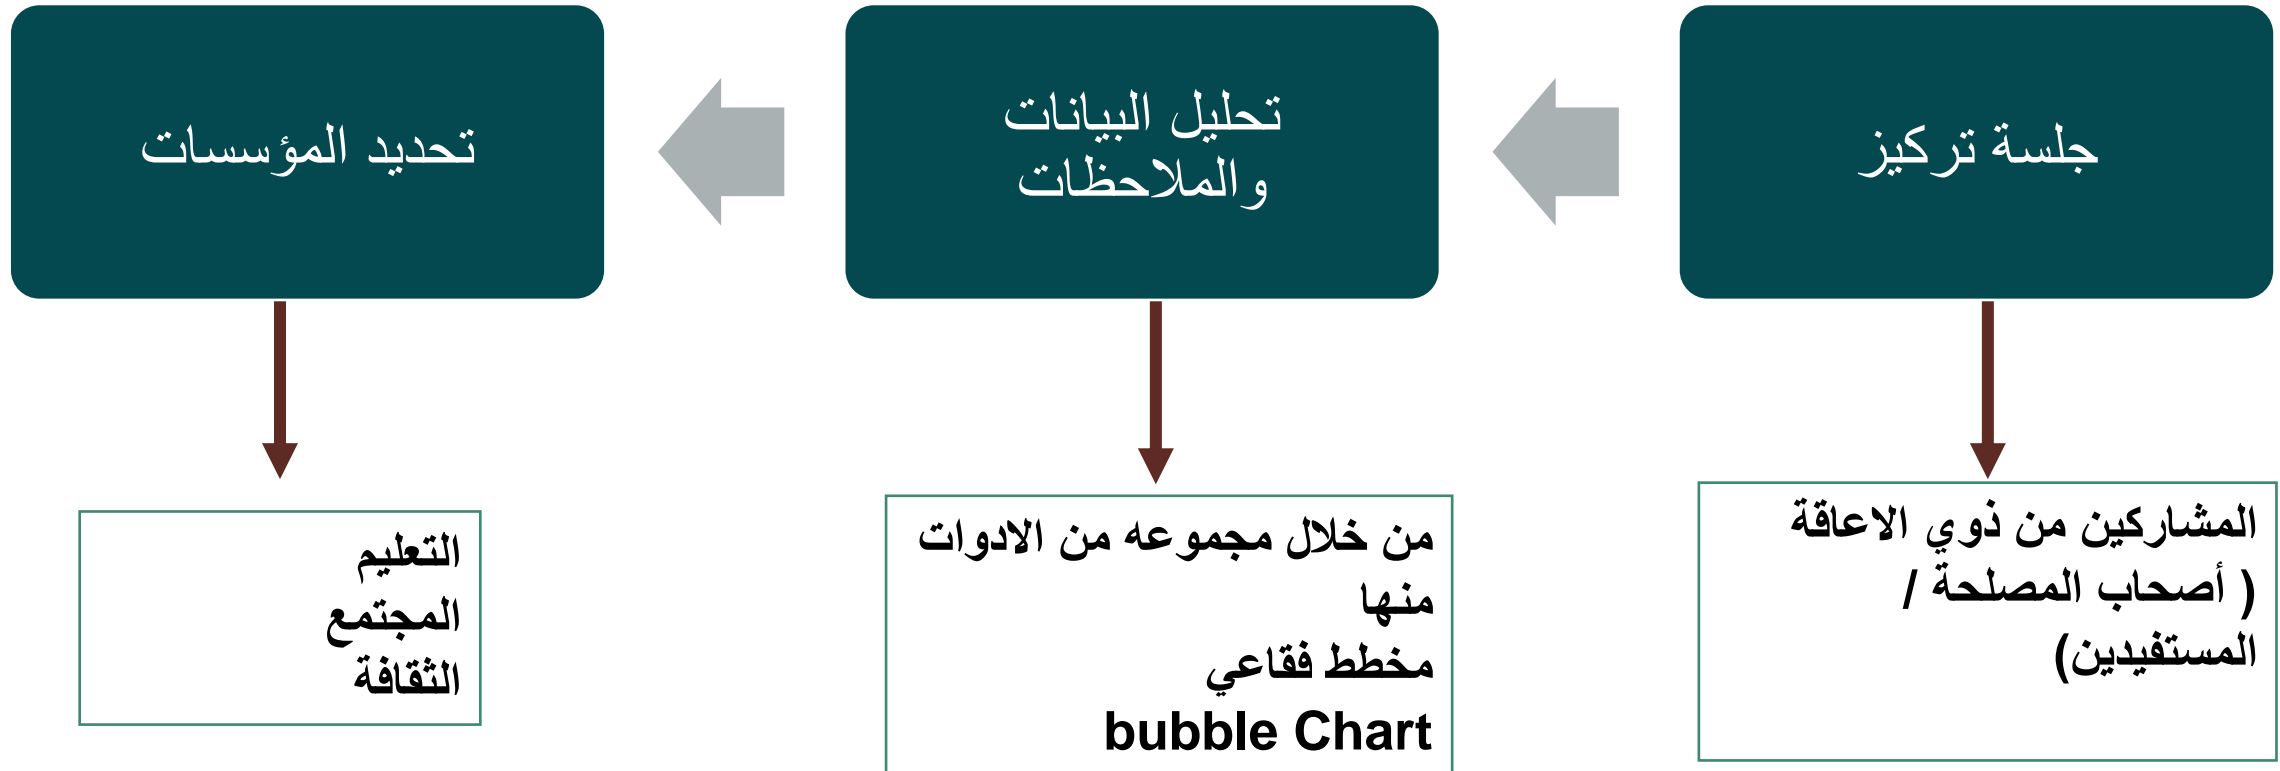 جلسة تركيز
تحليل البيانات
والملاحظات
تحديد المؤسسات
المشاركين من ذوي الاعاقة
( أصحاب المصلحة /
المستفيدين)
من خلال مجموعه من الادوات
منها
مخطط فقاعي
bubble Chart
التعليم
المجتمع
الثقافة